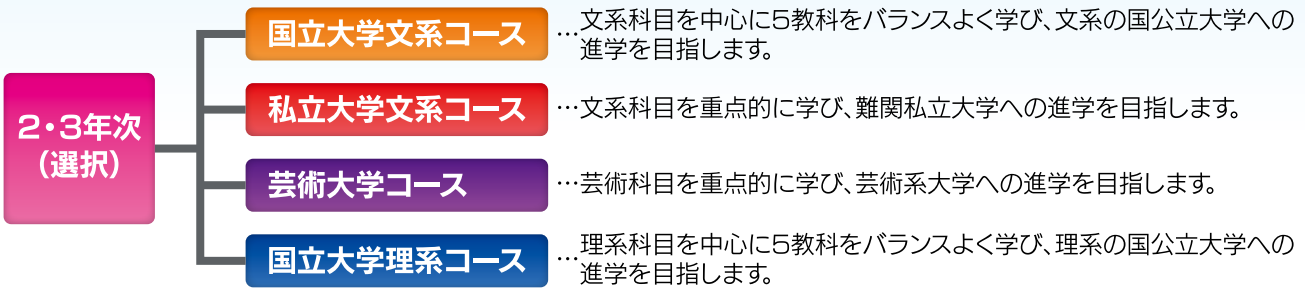 2・3年次
（選択）
国立大学文系コース
…文系科目を中心に5教科をバランスよく学び、文系の国公立大学への
進学を目指します。
私立大学文系コース
…文系科目を重点的に学び、難関私立大学への進学を目指します。
芸術大学コース
…芸術科目を重点的に学び、芸術系大学への進学を目指します。
国立大学理系コース
…理系科目を中心に5教科をバランスよく学び、理系の国公立大学への
進学を目指します。